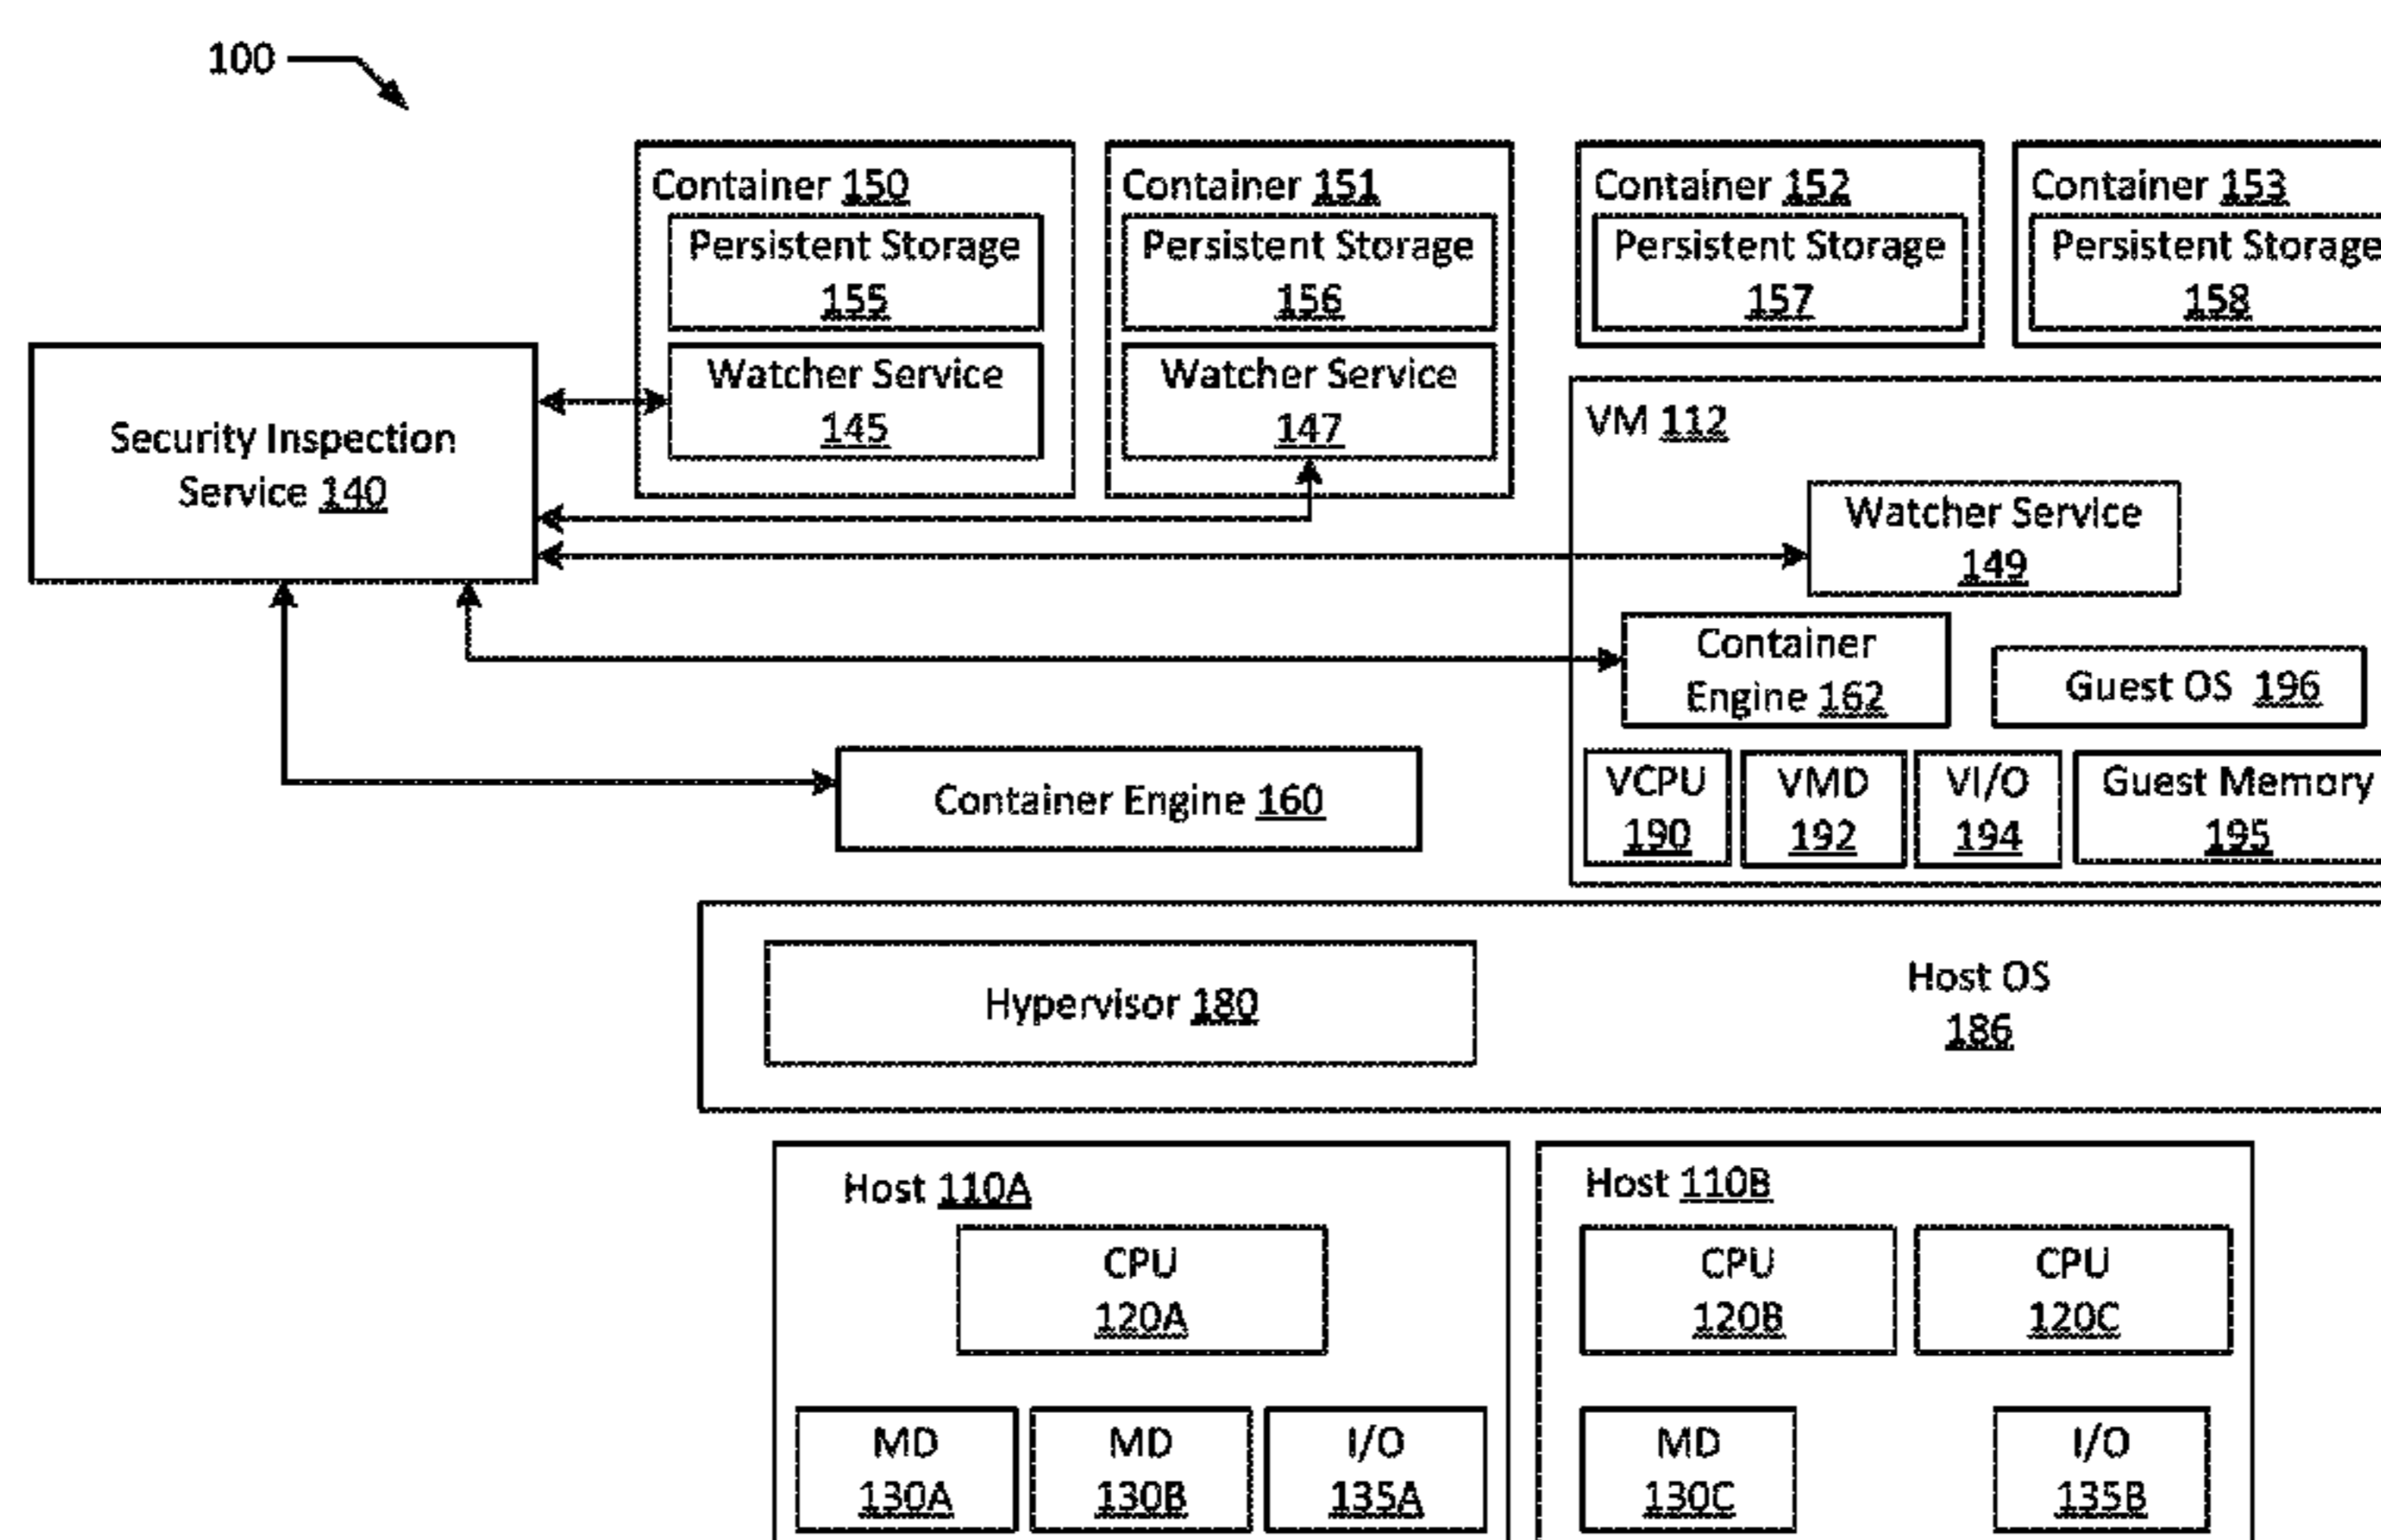 100
Container 150
Persistent Storage
155
Watcher Service
145
Container 151
Persistent Storage
156
Watcher Service
147
Container 152
Persistent Storage
157
Container 153
Persistent Storage
158
Security Inspection
Service 140
VM 112
Watcher Service
149
Container
Engine 162
Guest OS 196
VCPU
190
VMD
192
VI/O
194
Guest Memory
195
Container Engine 160
Hypervisor 180
Host OS
186
Host 110A
CPU
120A
MD
130A
MD
130B
I/O
135A
Host 110B
CPU
120B
CPU
120C
MD
130C
I/O
135B